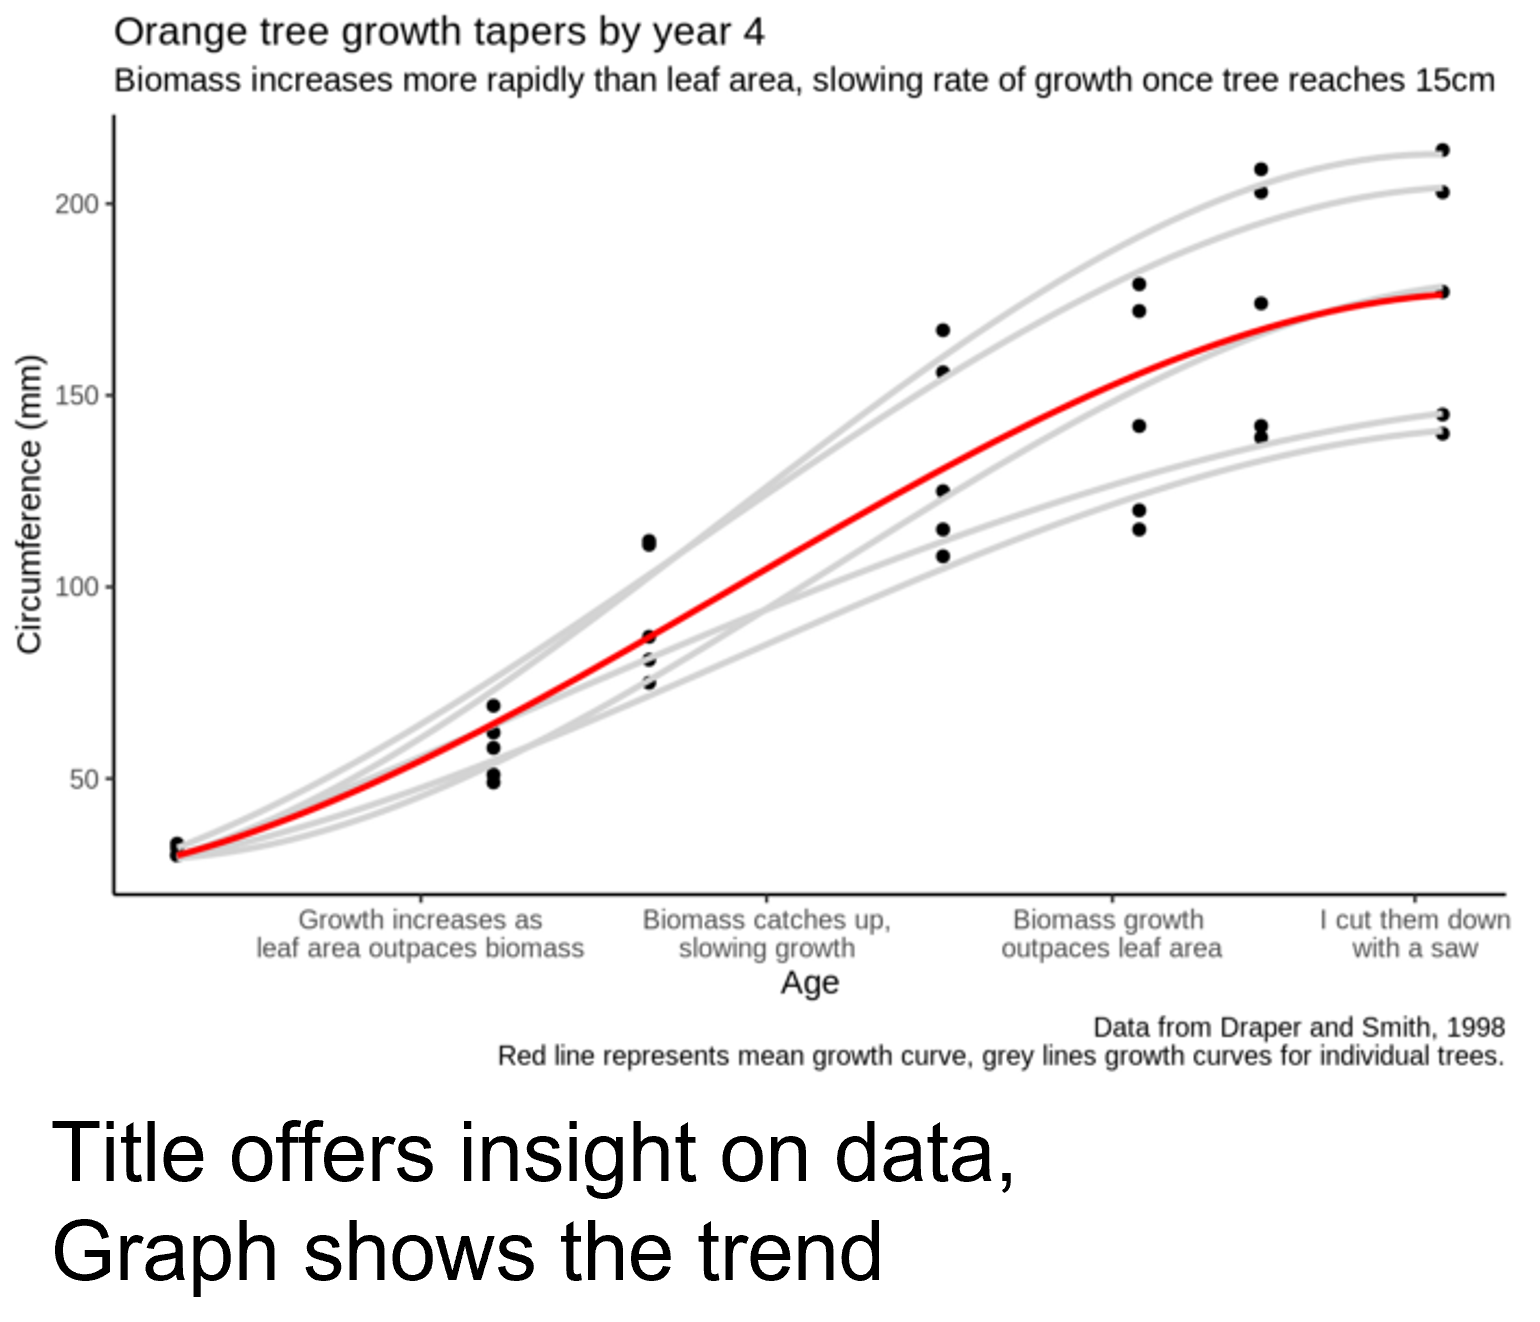 Orange tree growth tapers by year 4
Biomass increases more rapidly than leaf area, slowing rate of growth once tree reaches 15cm
Circumference (mm)
200
150
100
50
Growth increases as
leaf area outpaces biomass
Biomass catches up,
slowing growth
Biomass growth
outpaces leaf area
I cut them down
with a saw
Age
Data from Draper and Smith, 1998
Red line represents mean growth curve, grey lines growth curves for individual trees.
Title offers insight on data,
Graph shows the trend